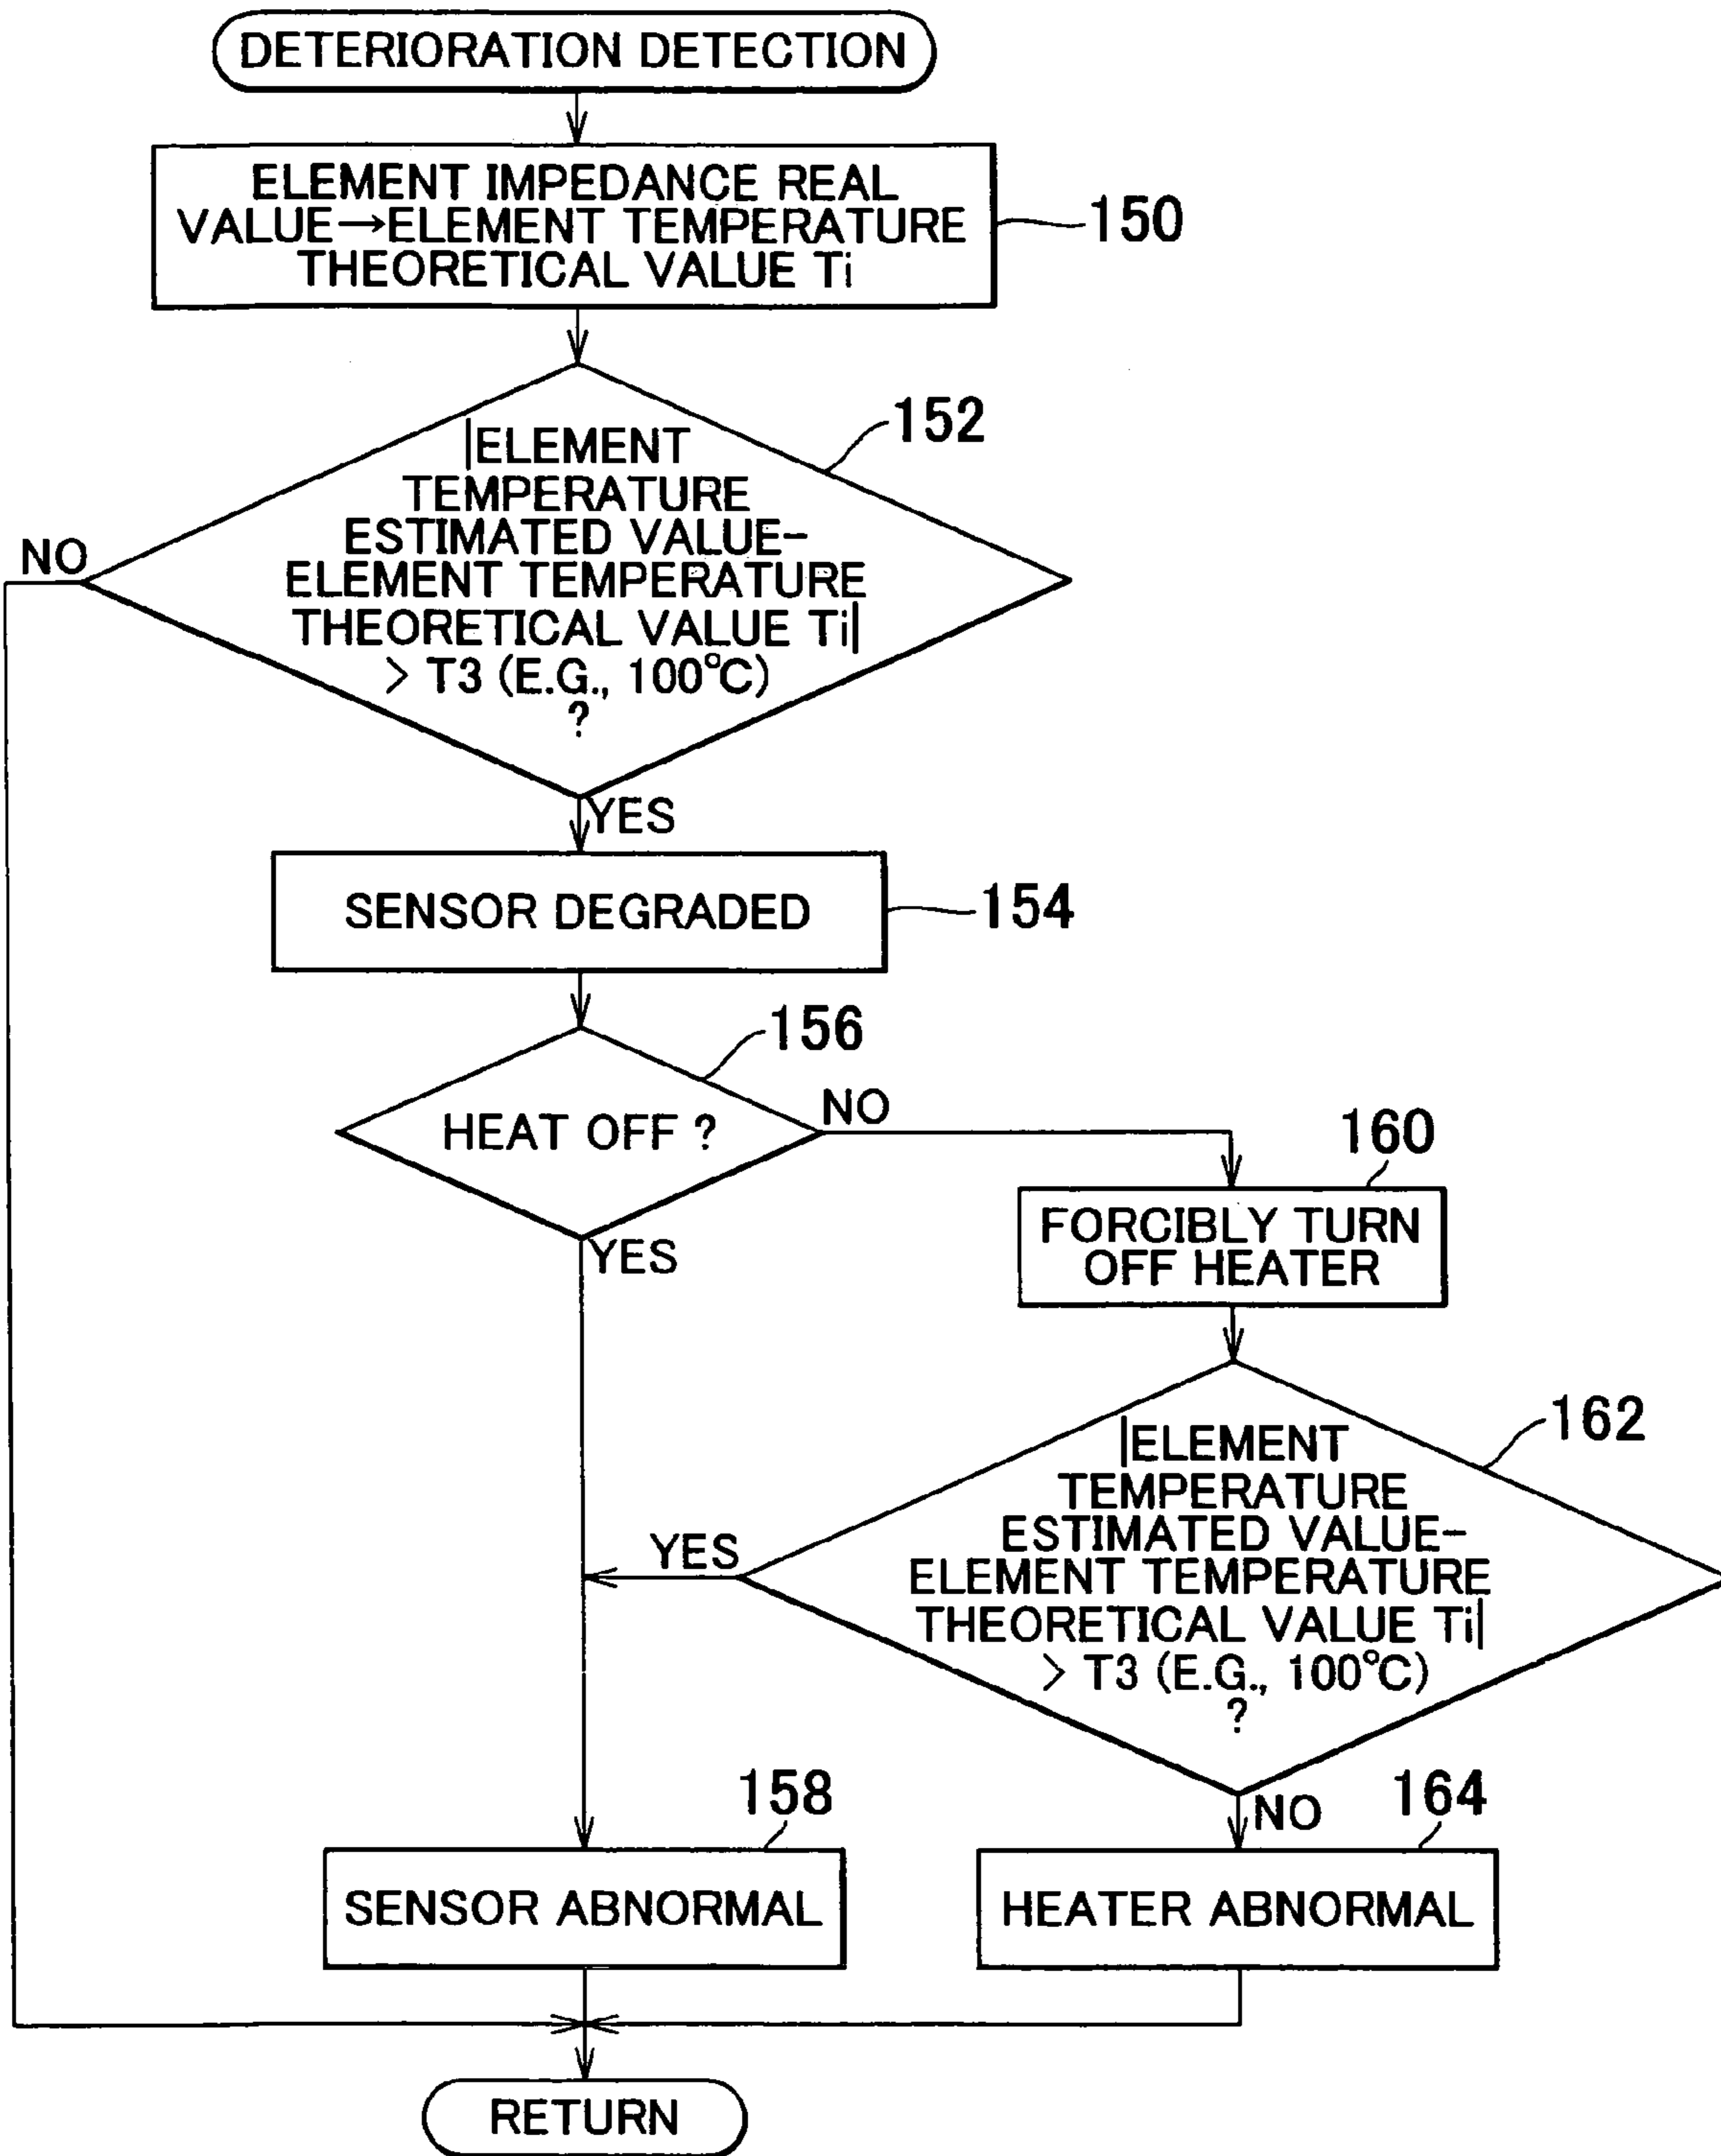 DETERIORATION DETECTION
ELEMENT IMPEDANCE REAL
VALUE→ELEMENT TEMPERATURE
THEORETICAL VALUE Ti
150
152
|ELEMENT
TEMPERATURE
ESTIMATED VALUE-
ELEMENT TEMPERATURE
THEORETICAL VALUE Ti|
> T3 (E.G., 100°C)
?
NO
YES
SENSOR DEGRADED
154
156
HEAT OFF ?
NO
YES
160
FORCIBLY TURN
OFF HEATER
162
|ELEMENT
TEMPERATURE
ESTIMATED VALUE-
ELEMENT TEMPERATURE
THEORETICAL VALUE Ti|
> T3 (E.G., 100°C)
?
YES
NO
158
SENSOR ABNORMAL
164
HEATER ABNORMAL
RETURN